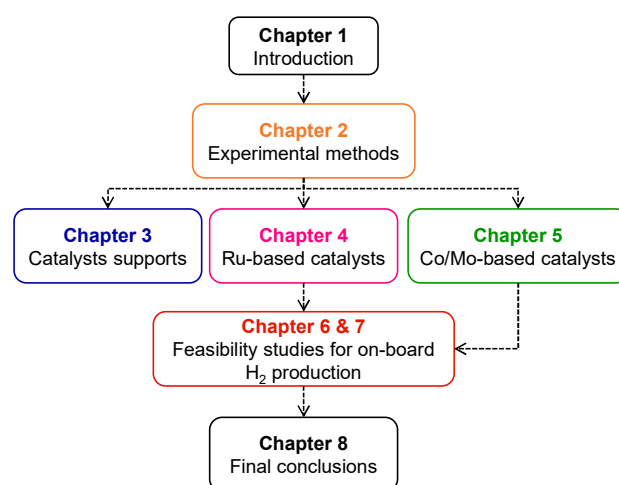 Chapter 1
Introduction
Chapter 2
Experimental methods
Chapter 3
Catalysts supports
Chapter 4
Ru-based catalysts
Chapter 5
Co/Mo-based catalysts
Chapter 6 & 7
Feasibility studies for on-board
H₂ production
Chapter 8
Final conclusions